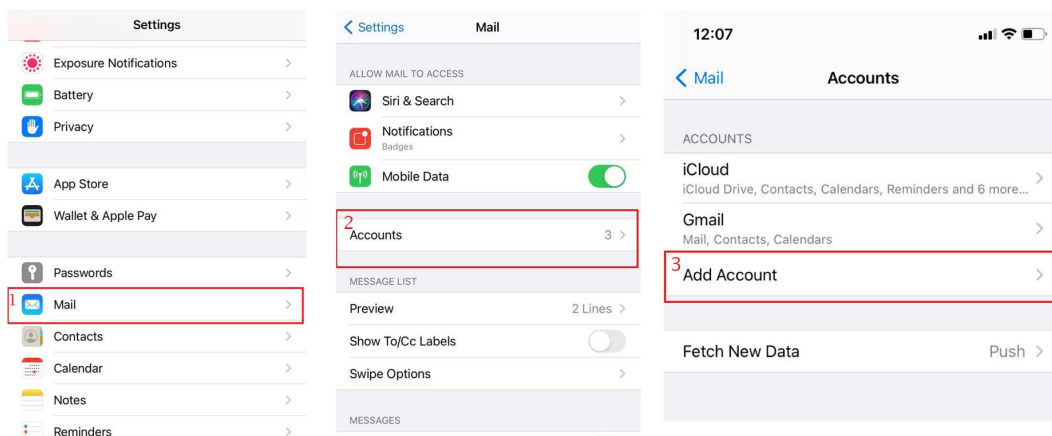 Settings
Exposure Notifications
Battery
Privacy
App Store
Wallet & Apple Pay
Passwords
1
Mail
Contacts
Calendar
Notes
Reminders
Settings
Mail
ALLOW MAIL TO ACCESS
Siri & Search
Notifications
Badges
Mobile Data
2
Accounts 3
MESSAGE LIST
Preview 2 Lines
Show To/Cc Labels
Swipe Options
MESSAGES
12:07
Mail
Accounts
ACCOUNTS
iCloud
iCloud Drive, Contacts, Calendars, Reminders and 6 more...
Gmail
Mail, Contacts, Calendars
3
Add Account
Fetch New Data Push